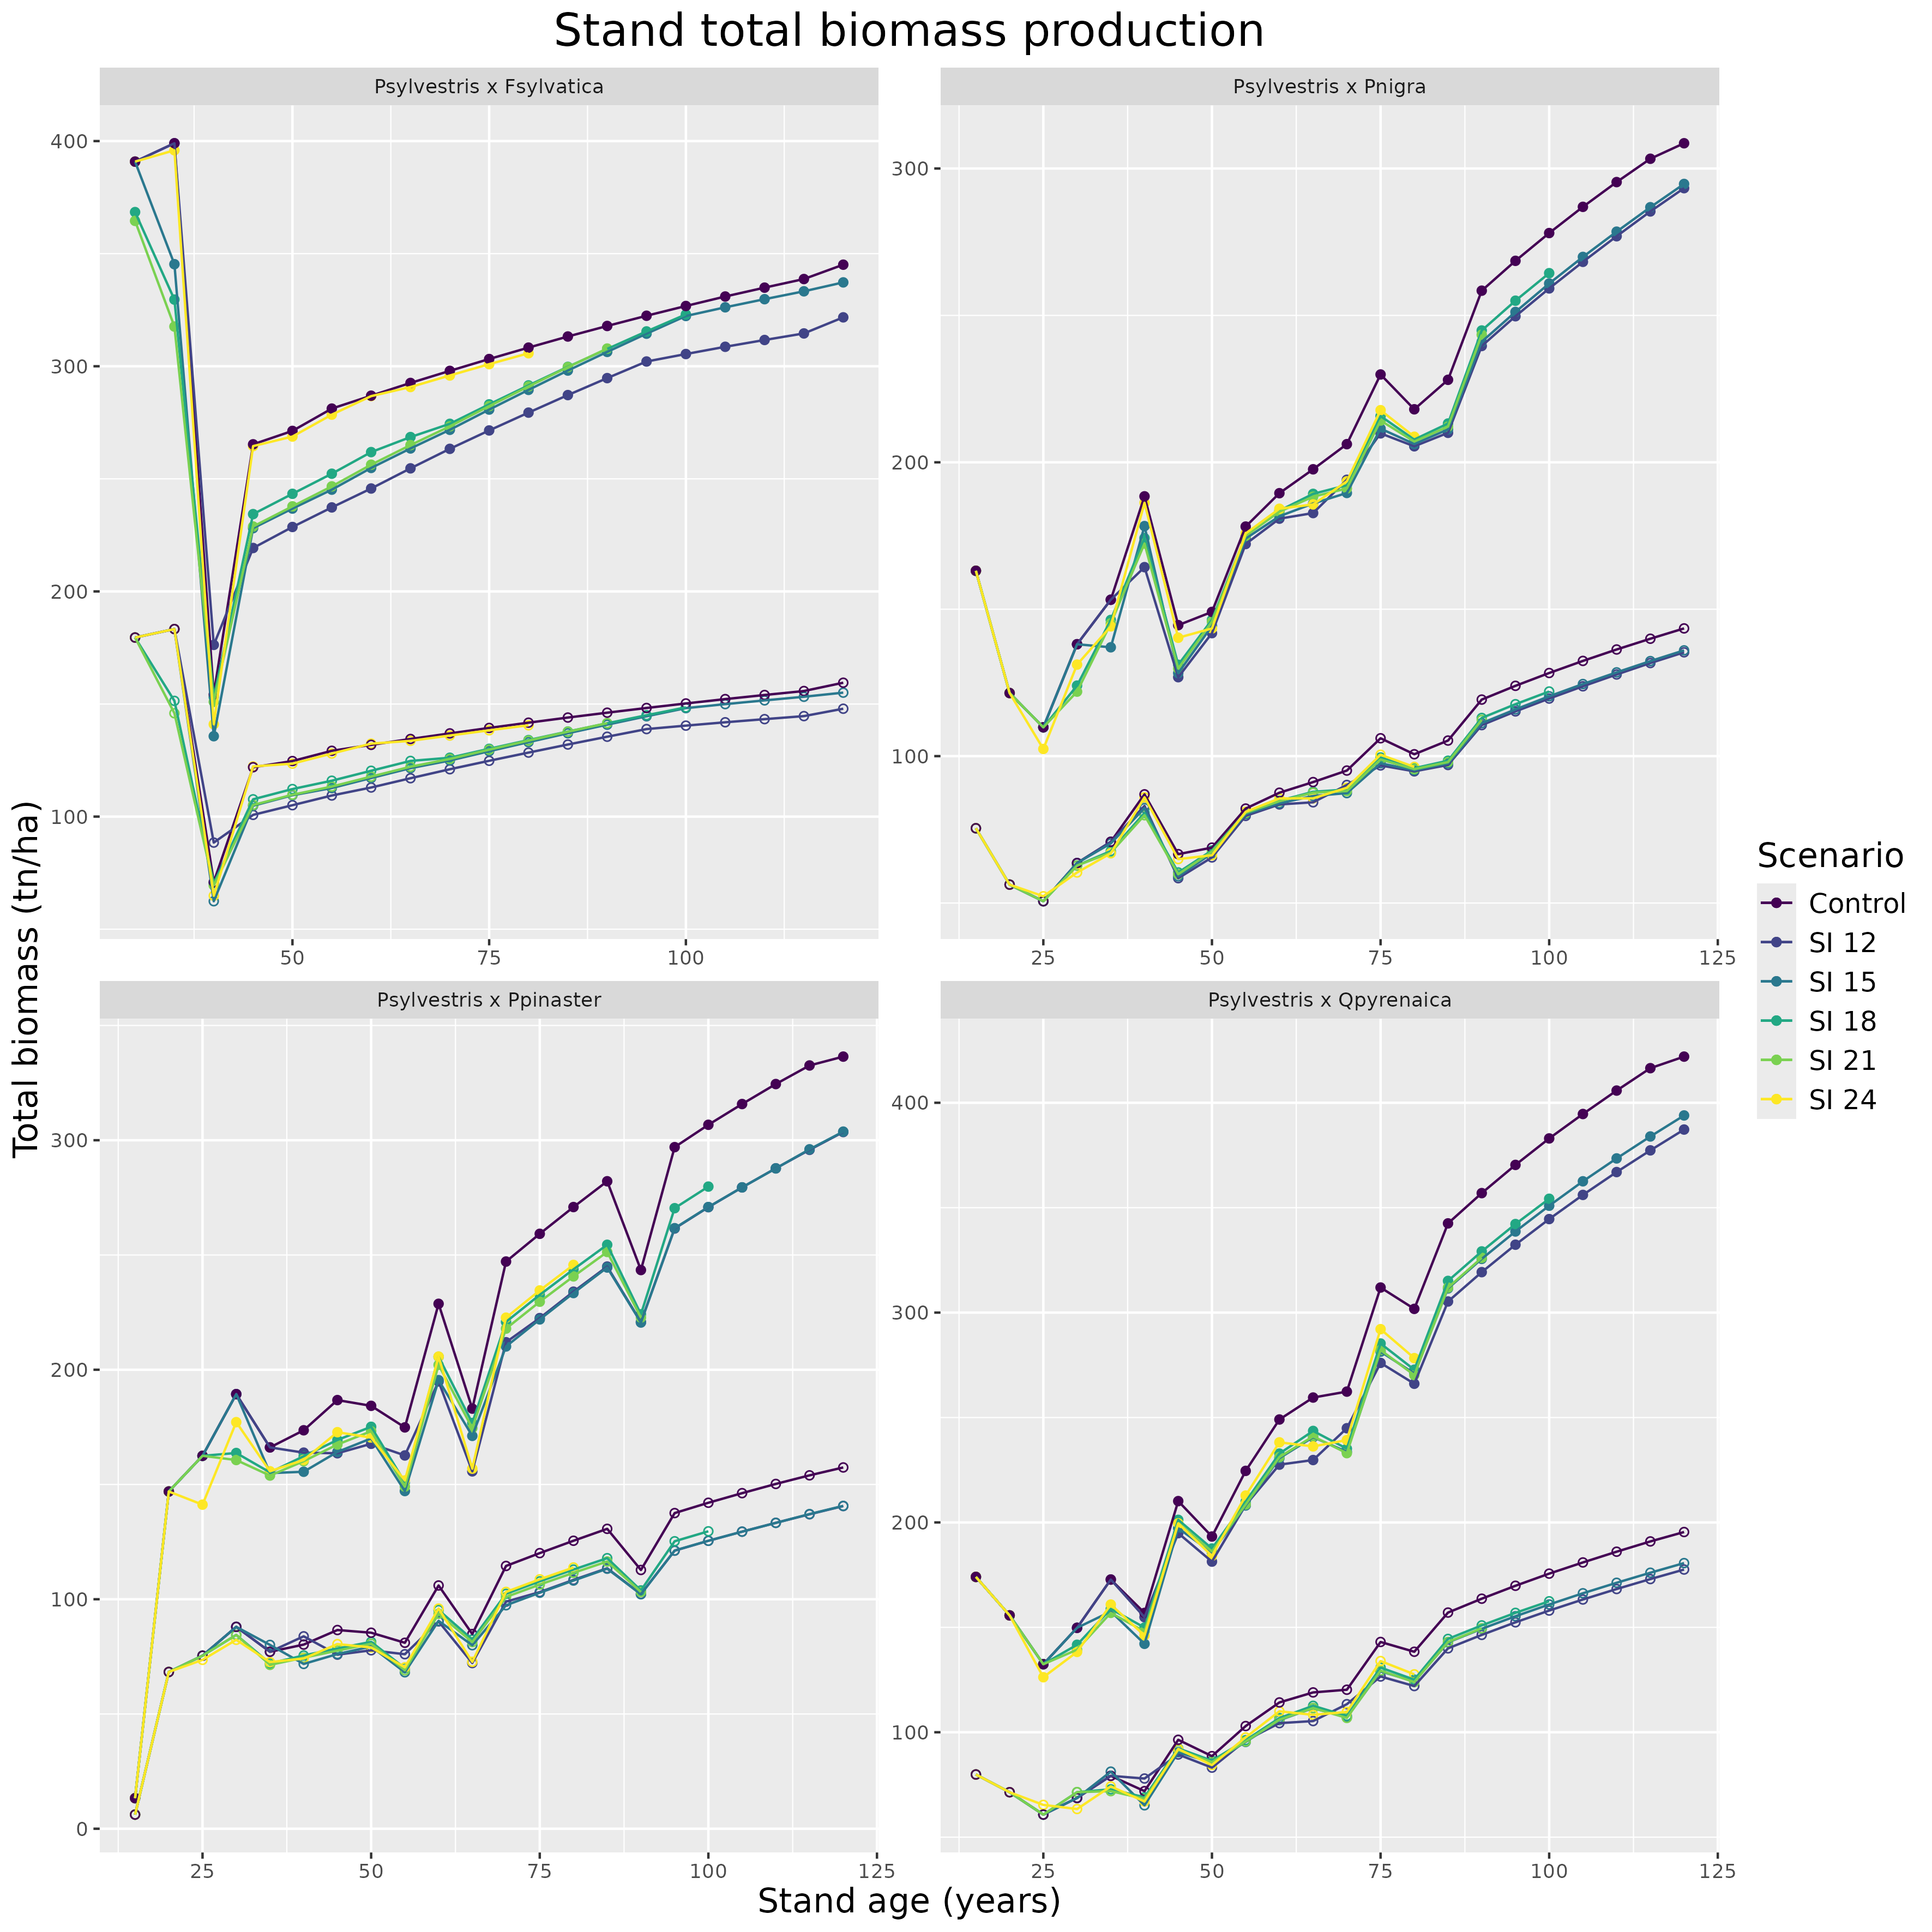 Stand total biomass production
Psylvestris x Fsylvatica
Psylvestris x Pnigra
400
300
200
100
50
75
100
300
200
100
25
50
75
100
125
Psylvestris x Ppinaster
Psylvestris x Qpyrenaica
300
200
100
0
25
50
75
100
125
400
300
200
100
25
50
75
100
125
Total biomass (tn/ha)
Stand age (years)
Scenario
Control
SI 12
SI 15
SI 18
SI 21
SI 24